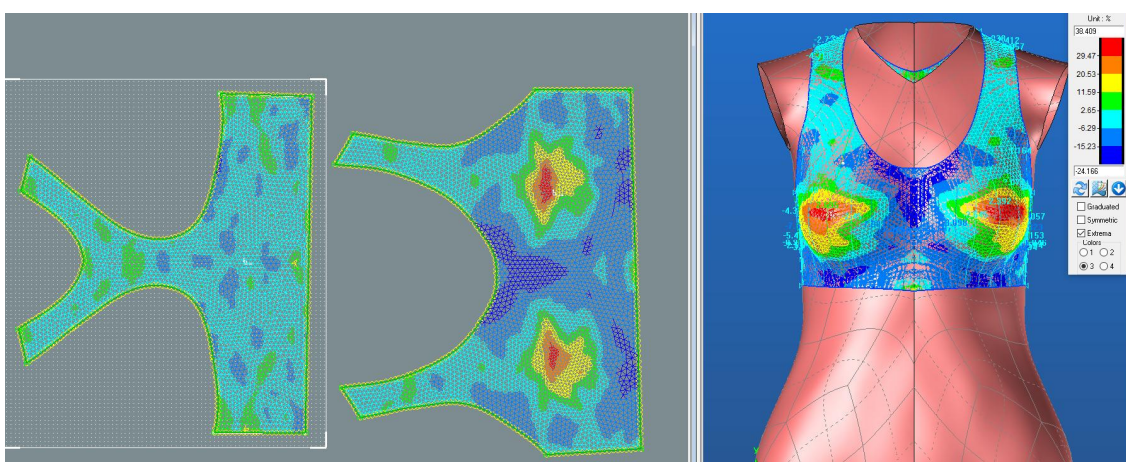 Unit : %
38.409
29.47
20.53
11.59
2.65
-6.29
-15.23
-24.166
Graduated
Symmetric
Extrema
Colors
1 2
3 4